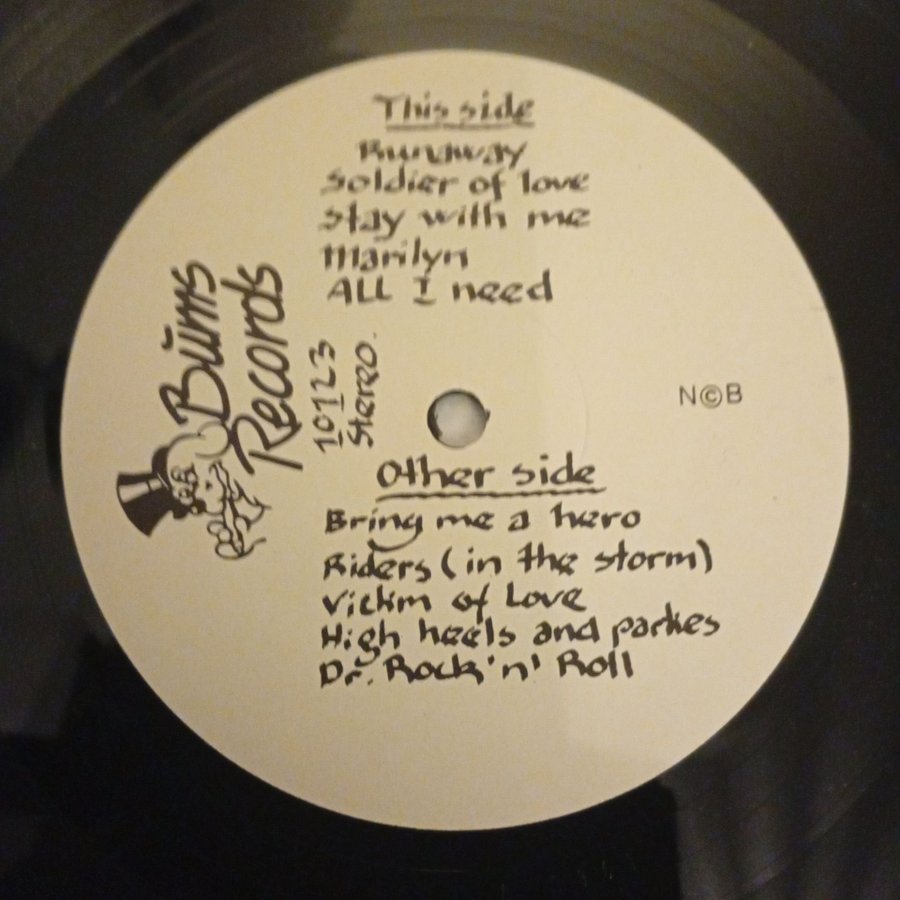 This side
Runaway
Soldier of love
Stay with me
Marilyn
ALL I need
Bums
Records
10123
Stereo.
N©B
Other side
Bring me a hero
Riders (in the storm)
Victim of Love
High heels and parties
Dr. Rock 'n' Roll